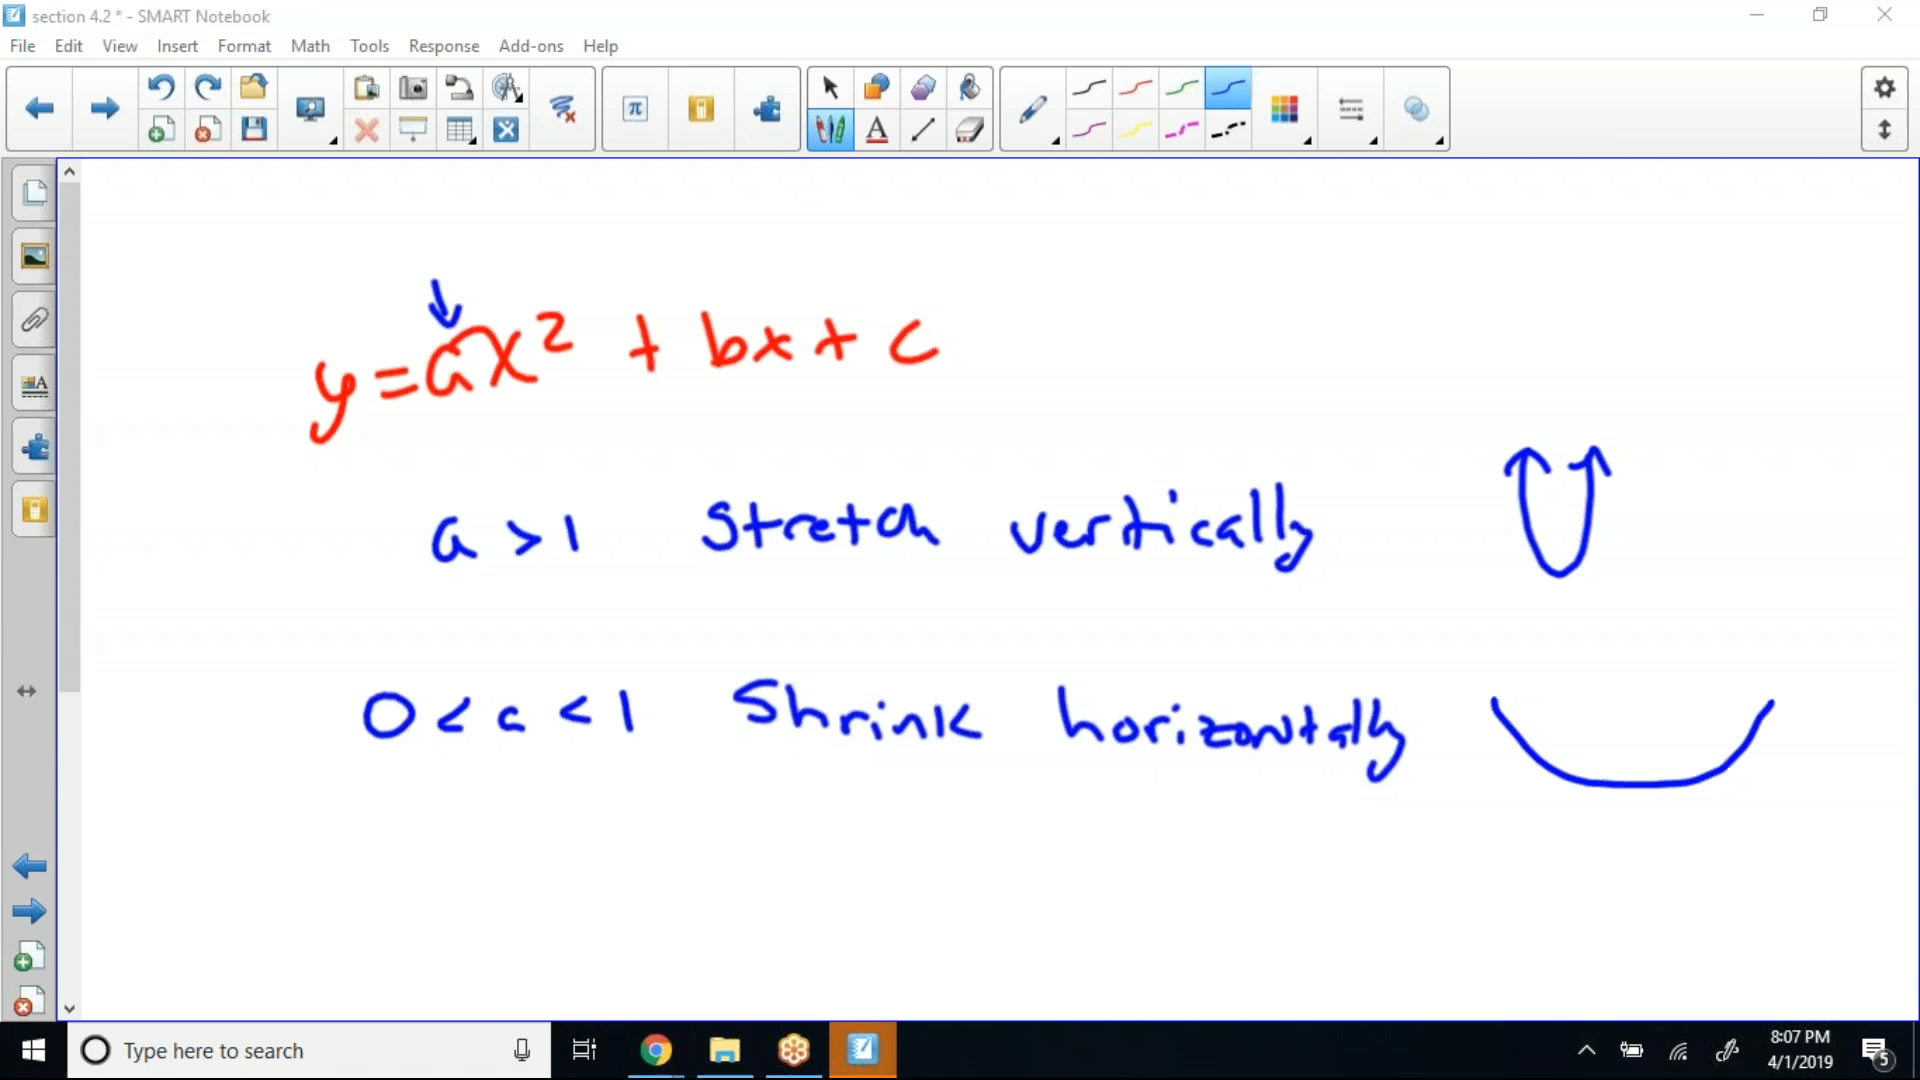 section 4.2 * - SMART Notebook
File Edit View Insert Format Math Tools Response Add-ons Help
π
A
A
y = ax² + bx + c
a > 1 Stretch vertically
0 < a < 1 Shrink horizontally
Type here to search
8:07 PM
4/1/2019
5